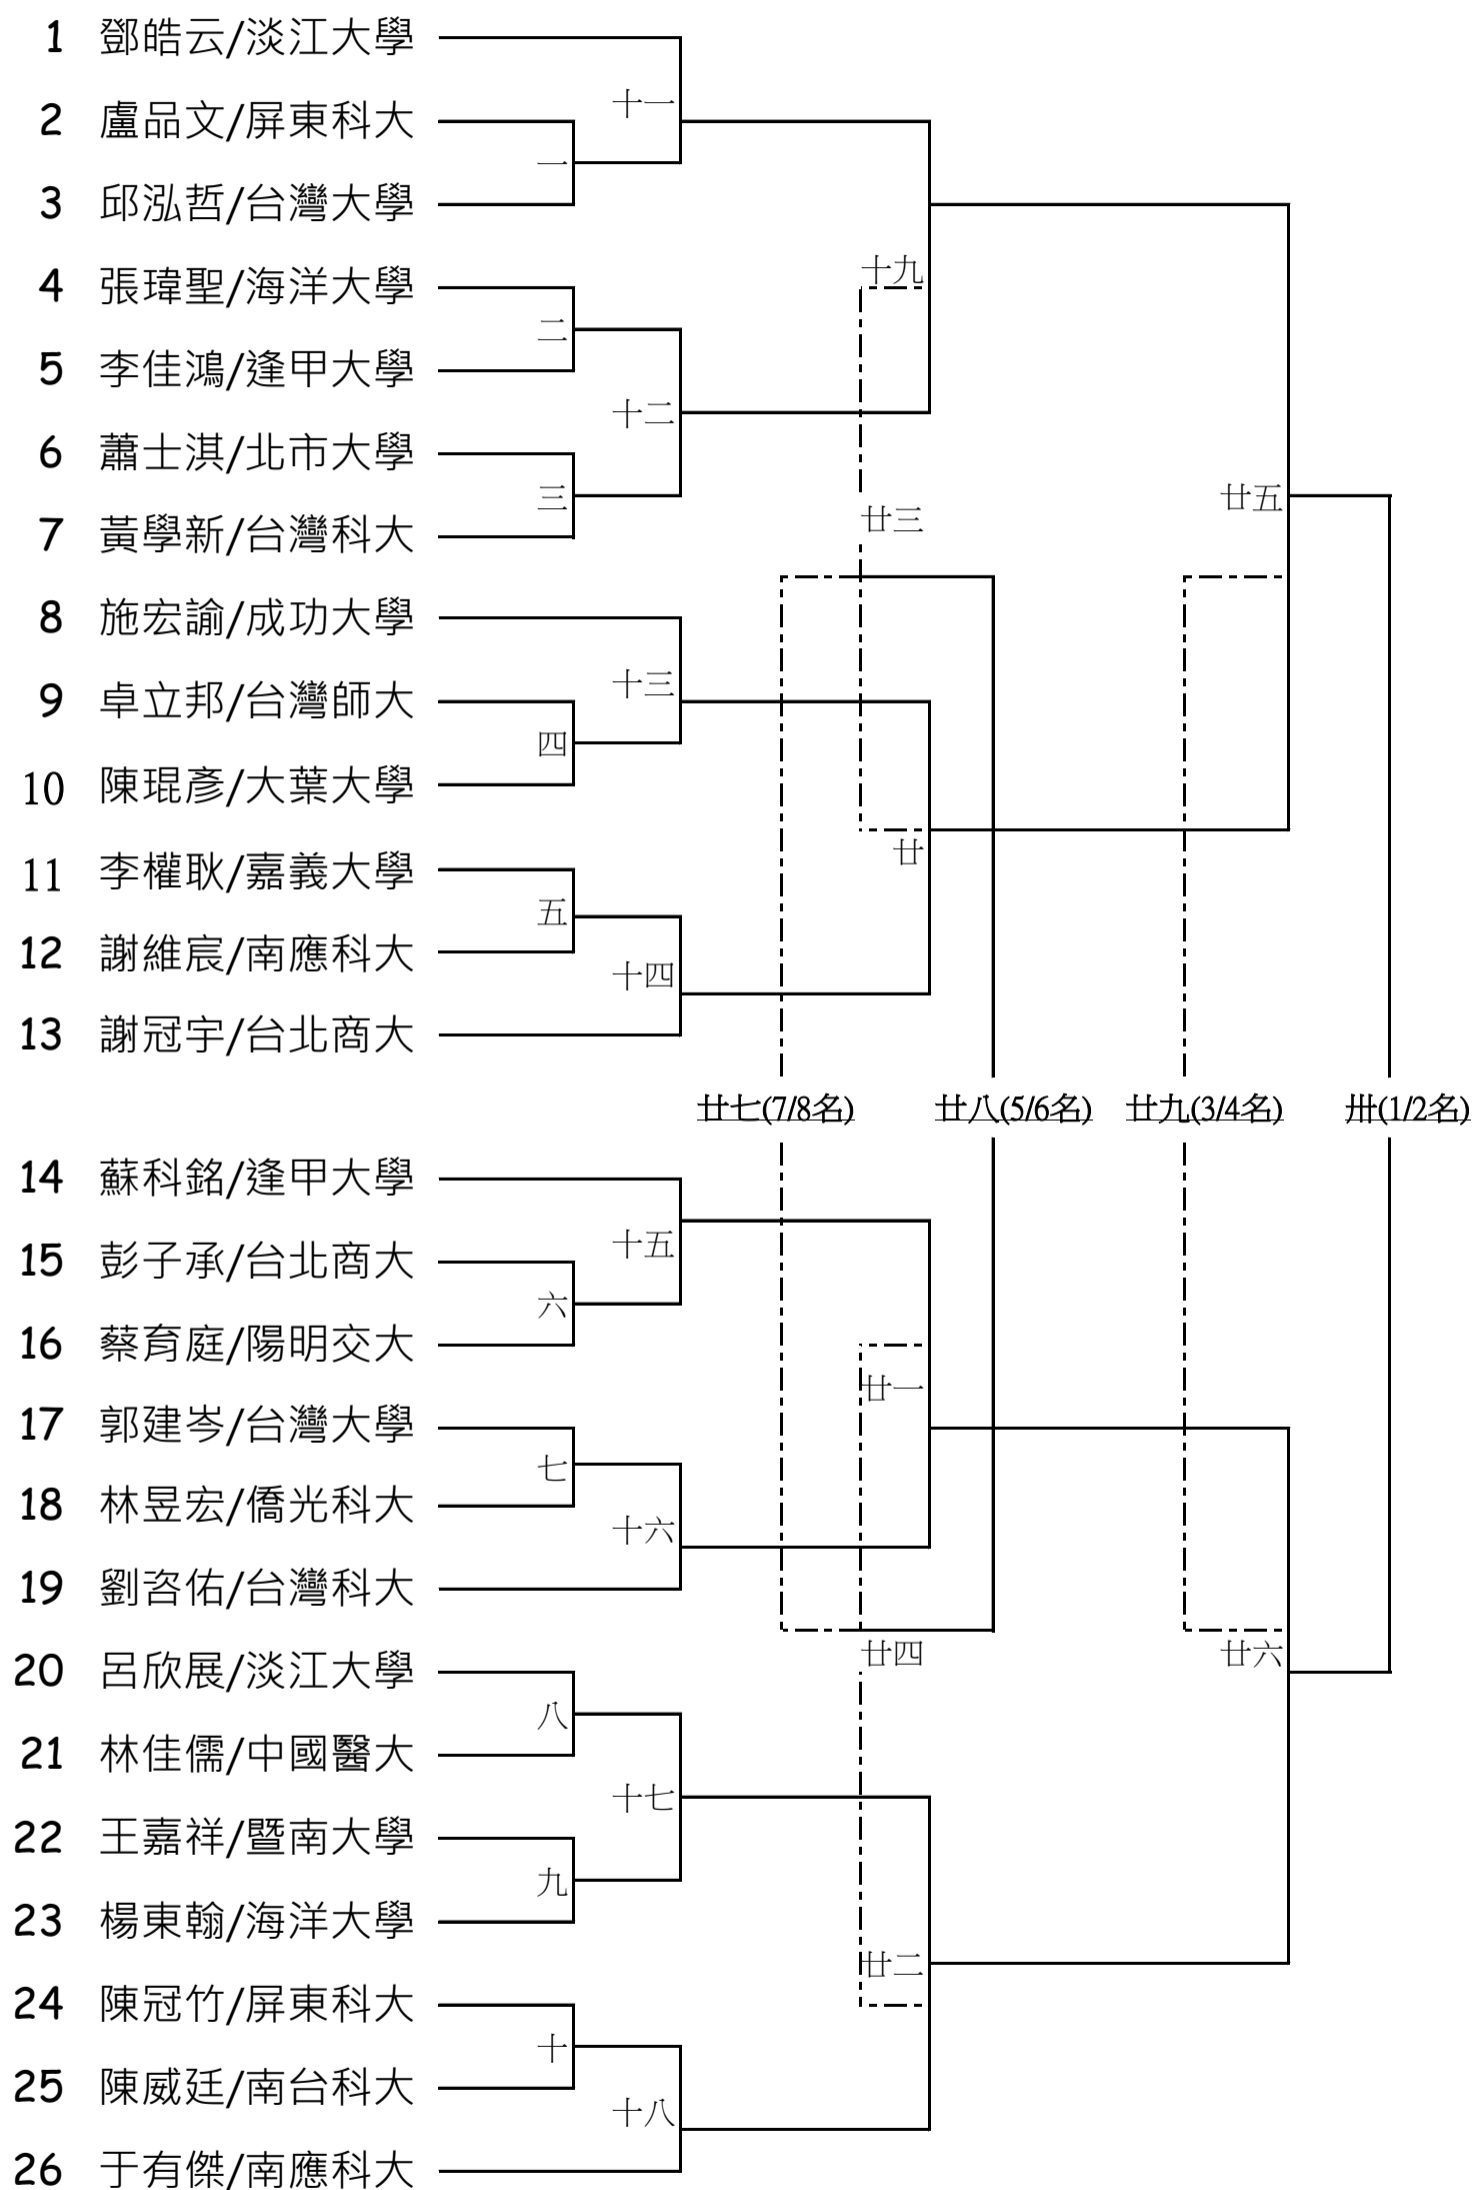 1 鄧皓云/淡江大學
十一
2 盧品文/屏東科大
一
3 邱泓哲/台灣大學
十九
4 張瑋聖/海洋大學
二
5 李佳鴻/逢甲大學
十二
6 蕭士淇/北市大學
三
廿五
廿三
7 黃學新/台灣科大
8 施宏諭/成功大學
十三
9 卓立邦/台灣師大
四
10 陳琨彥/大葉大學
廿
11 李權耿/嘉義大學
五
12 謝維宸/南應科大
十四
13 謝冠宇/台北商大
廿七(7/8名) 廿八(5/6名) 廿九(3/4名) 卅(1/2名)
14 蘇科銘/逢甲大學
十五
15 彭子承/台北商大
六
16 蔡育庭/陽明交大
廿一
17 郭建岑/台灣大學
七
18 林昱宏/僑光科大
十六
19 劉咨佑/台灣科大
廿四 廿六
20 呂欣展/淡江大學
八
21 林佳儒/中國醫大
十七
22 王嘉祥/暨南大學
九
23 楊東翰/海洋大學
廿二
24 陳冠竹/屏東科大
十
25 陳威廷/南台科大
十八
26 于有傑/南應科大